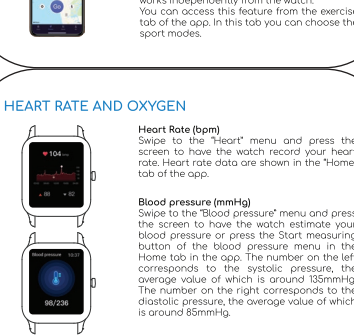 works independently from the watch.
You can access this feature from the exercise
tab of the app. In this tab you can choose the
sport modes.
Go
HEART RATE AND OXYGEN
Heart Rate (bpm)
Swipe to the "Heart" menu and press the
screen to have the watch record your heart
rate. Heart rate data are shown in the "Home"
tab of the app.
104
88 92
Blood pressure (mmHg)
Swipe to the "Blood pressure" menu and press
the screen to have the watch estimate your
blood pressure or press the Start measuring
button of the blood pressure menu in the
Home tab in the app. The number on the left
corresponds to the systolic pressure, the
average value of which is around 135mmHg.
The number on the right corresponds to the
diastolic pressure, the average value of which
is around 85mmHg.
Blood pressure 10:37
98/236